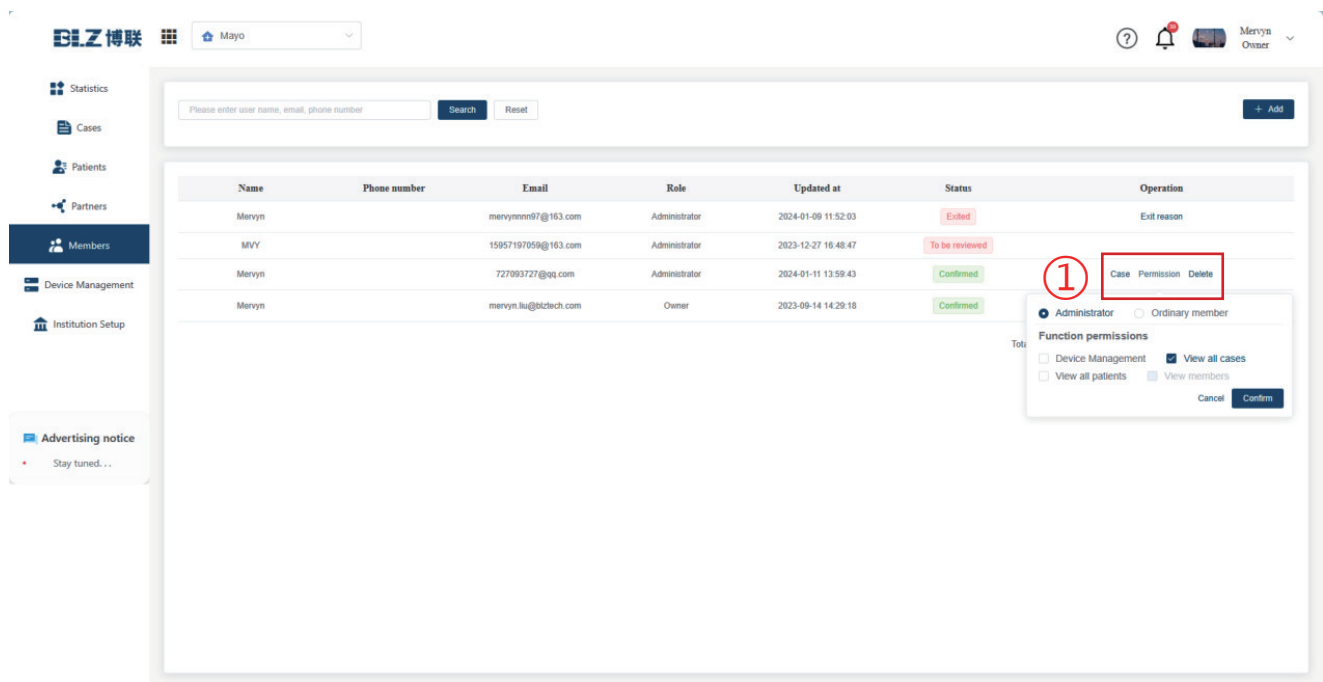 BLZ博联
Mayo
Mervyn
Owner
Statistics
Cases
Patients
Partners
Members
Device Management
Institution Setup
Advertising notice
Stay tuned. . .
Please enter user name, email, phone number
Search
Reset
+ Add
Name Phone number Email Role Updated at Status Operation
Mervyn mervynnnn97@163.com Administrator 2024-01-09 11:52:03 Exited Exit reason
MVY 15957197059@163.com Administrator 2023-12-27 16:48:47 To be reviewed
Mervyn 727093727@qq.com Administrator 2024-01-11 13:59:43 Confirmed ① Case Permission Delete
Mervyn mervyn.liu@blztech.com Owner 2023-09-14 14:29:18 Confirmed
Administrator Ordinary member
Function permissions
Device Management View all cases
View all patients View members
Cancel Confirm